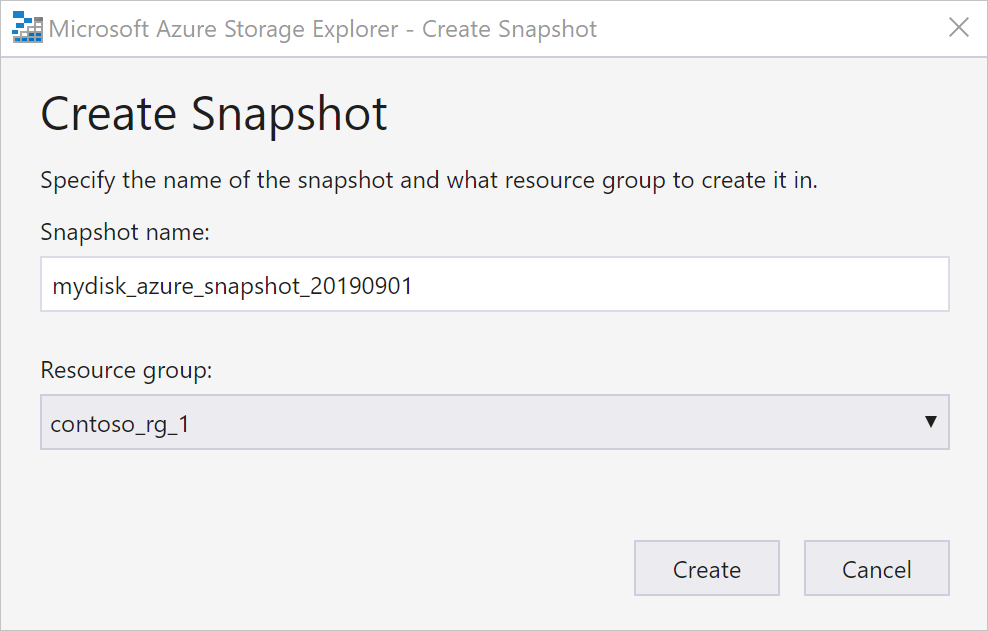 Microsoft Azure Storage Explorer - Create Snapshot
Create Snapshot
Specify the name of the snapshot and what resource group to create it in.
Snapshot name:
mydisk_azure_snapshot_20190901
Resource group:
contoso_rg_1
Create
Cancel